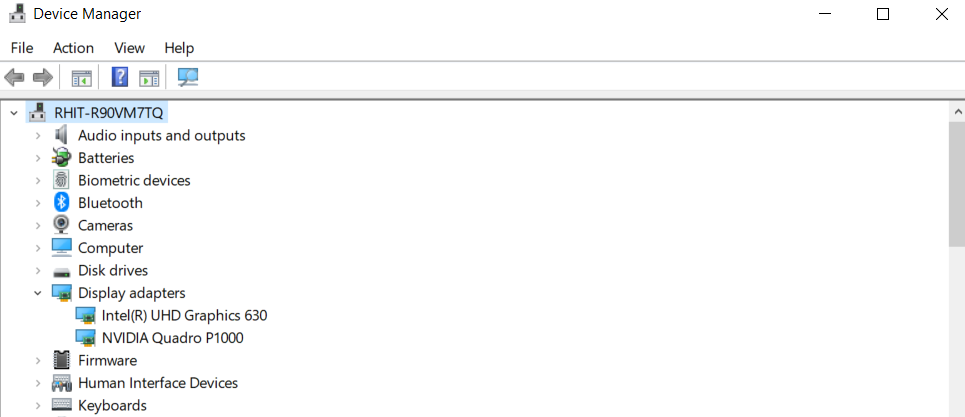 Device Manager
File Action View Help
RHIT-R90VM7TQ
Audio inputs and outputs
Batteries
Biometric devices
Bluetooth
Cameras
Computer
Disk drives
Display adapters
Intel(R) UHD Graphics 630
NVIDIA Quadro P1000
Firmware
Human Interface Devices
Keyboards